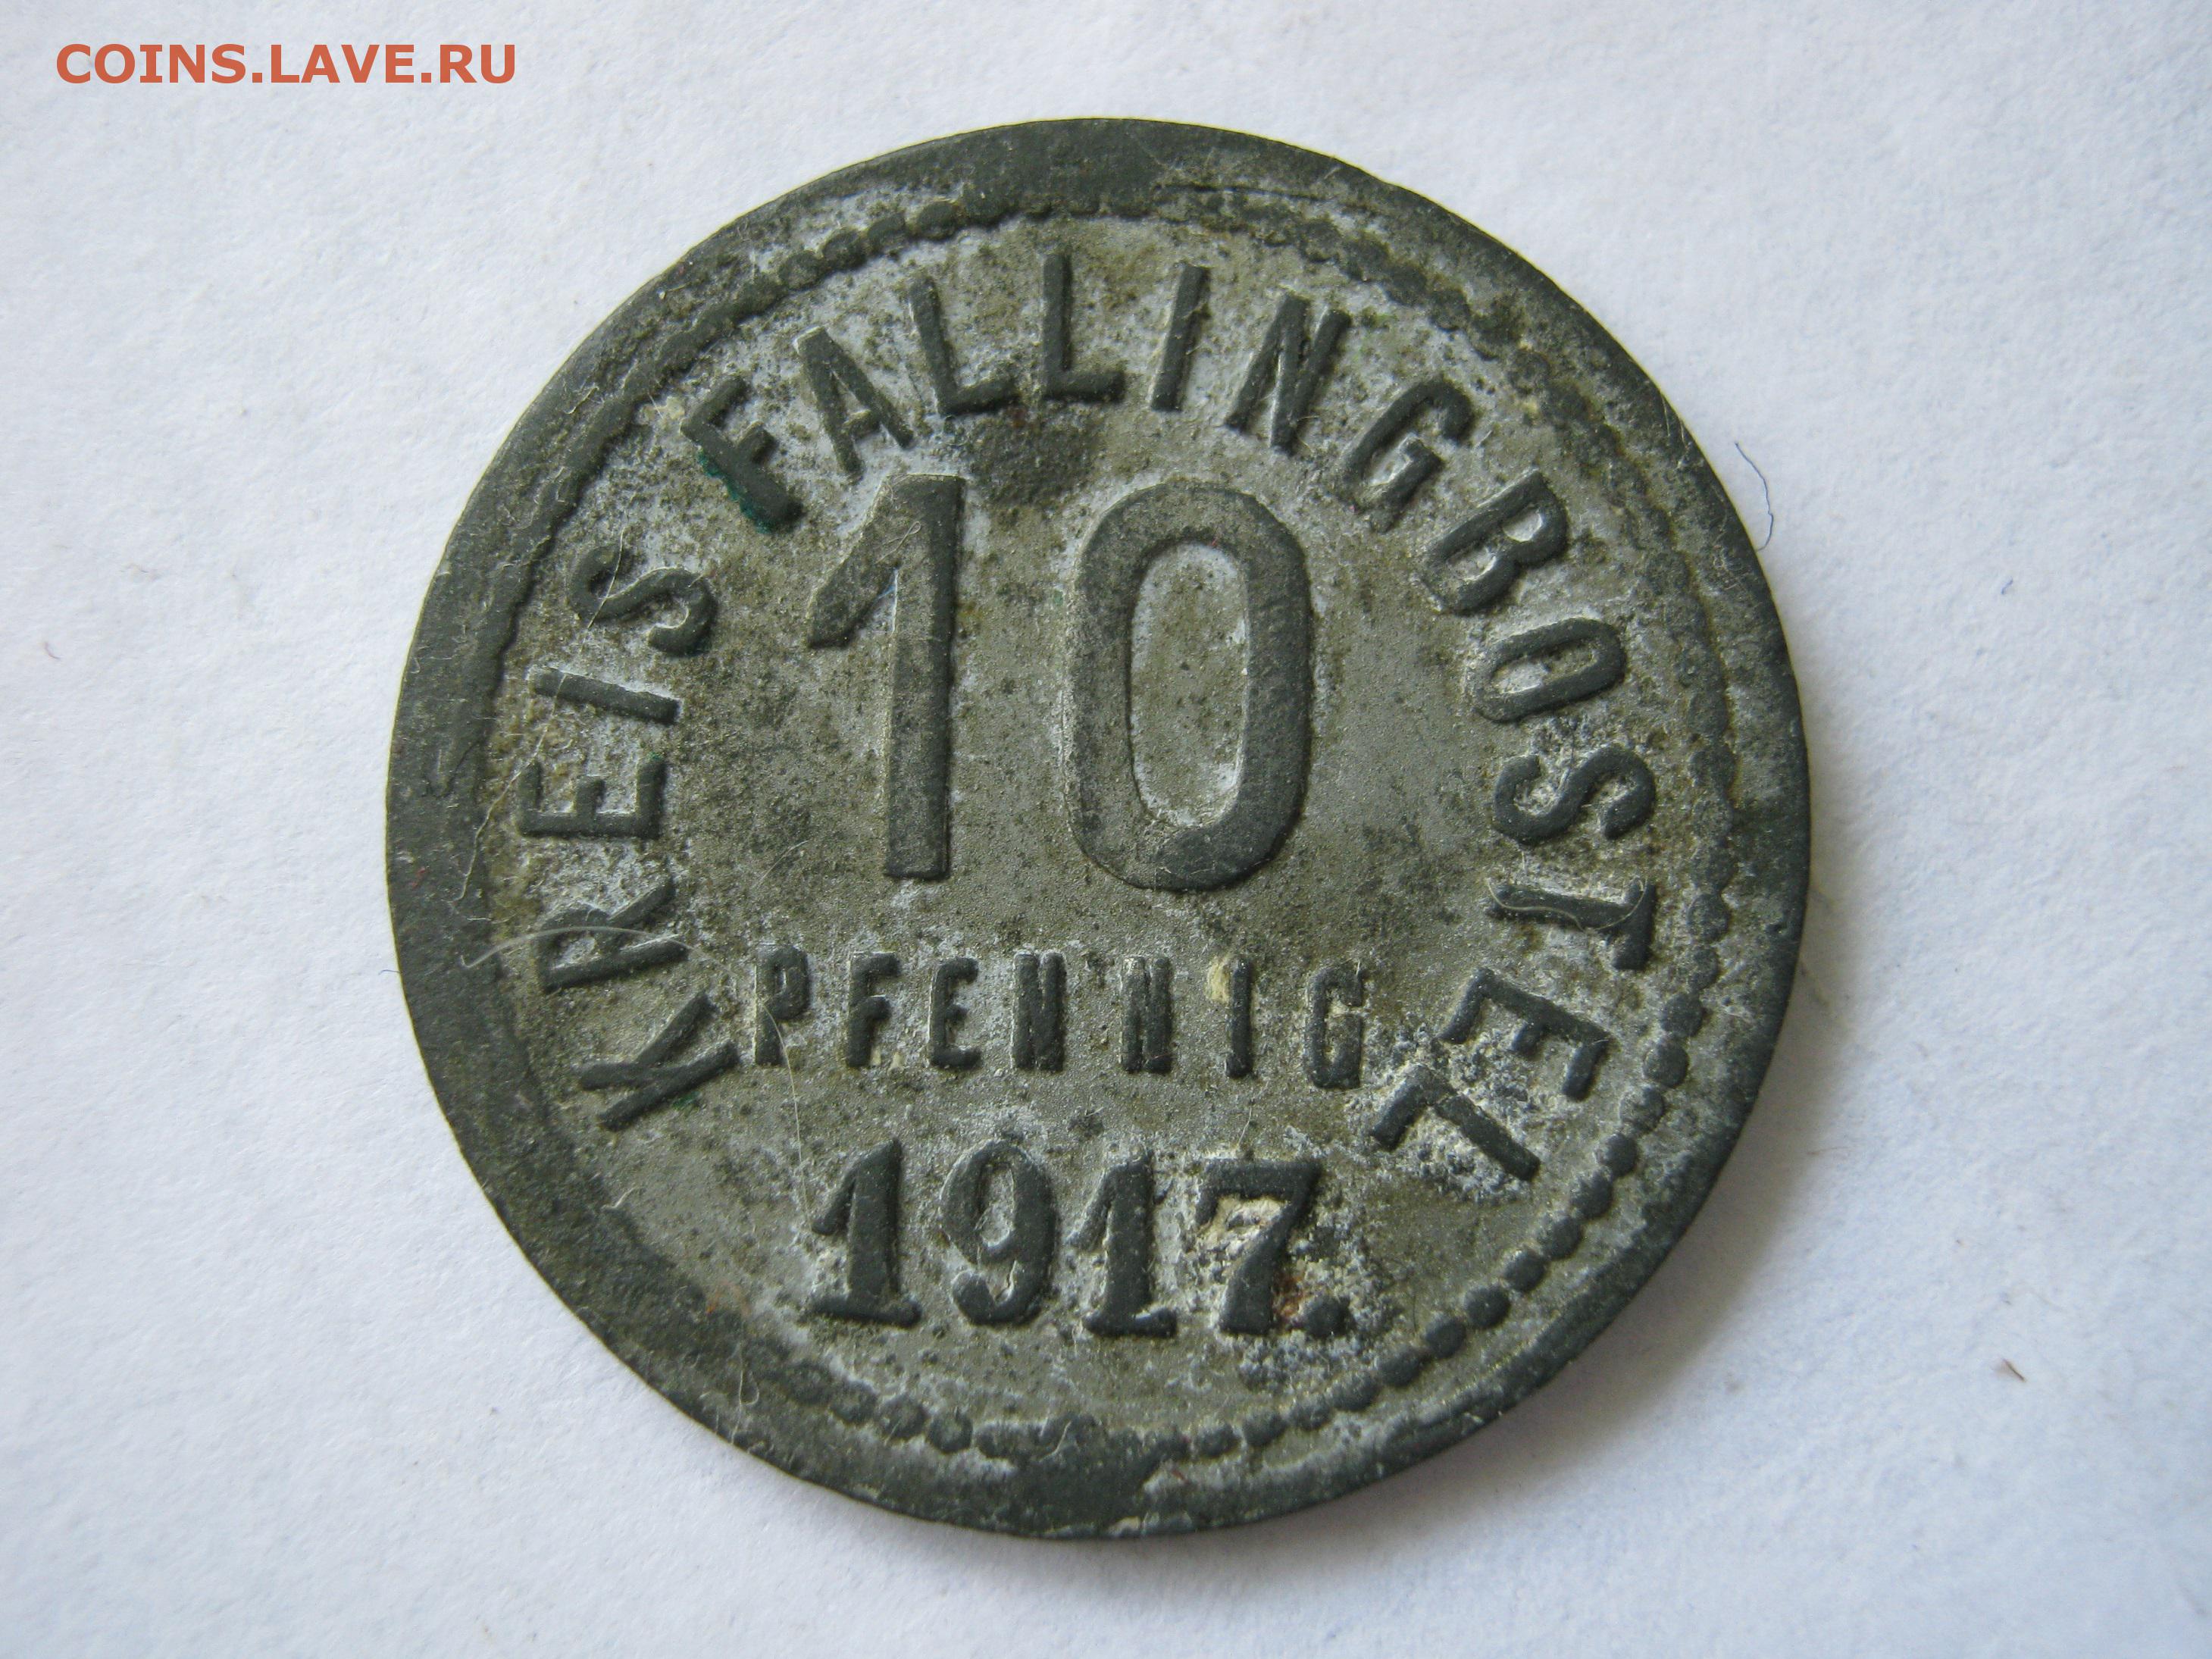 COINS.LAVE.RU
KREIS FALLINGBOSTEL
10
PFENNIG
1917.